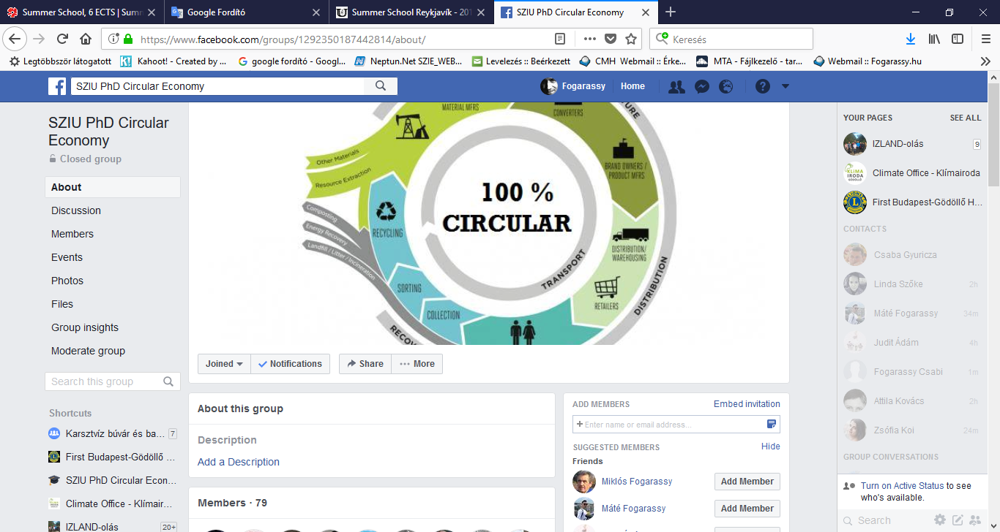 Summer School, 6 ECTS | Summ
Google Fordító
Summer School Reykjavík - 201
SZIU PhD Circular Economy
https://www.facebook.com/groups/1292350187442814/about/
Keresés
Legtöbbször látogatott
Kahoot! - Created by ...
google fordító - Googl...
Neptun.Net SZIE_WEB...
Levelezés :: Beérkezett
CMH Webmail :: Érke...
MTA - Fájlkezelő - tar...
Webmail :: Fogarassy.hu
SZIU PhD Circular Economy
Fogarassy
Home
SZIU PhD Circular
Economy
Closed group
About
Discussion
Members
Events
Photos
Files
Group insights
Moderate group
Search this group
Shortcuts
Karsztvíz búvár és ba...
7
First Budapest-Gödöllő ...
SZIU PhD Circular Econ...
Climate Office - Klímair...
IZLAND-olás
20+
MATERIAL MFRS
CONVERTERS
URE
Other Materials
Resource Extraction
BRAND OWNERS /
PRODUCT MFRS
100 %
CIRCULAR
Composting
Energy Recovery
Landfill / Litter / Incineration
RECYCLING
DISTRIBUTION/
WAREHOUSING
TRANSPORT
DISTRIBUTION
SORTING
RETAILERS
COLLECTION
RECOV
Joined
Notifications
Share
More
About this group
Description
Add a Description
Members · 79
ADD MEMBERS
Embed invitation
Enter name or email address...
SUGGESTED MEMBERS
Hide
Friends
Miklós Fogarassy
Add Member
Máté Fogarassy
Add Member
YOUR PAGES
SEE ALL
IZLAND-olás
9
Climate Office - Klímairoda
KLÍMA
IRODA
GÖDÖLLŐ
First Budapest-Gödöllő H...
CONTACTS
Csaba Gyuricza
Linda Szőke
2h
Máté Fogarassy
34m
Judit Ádám
4h
Fogarassy Csabi
1m
Attila Kovács
2h
Zsófia Koi
24m
GROUP CONVERSATIONS
Turn on Active Status to see
who's available.
Search